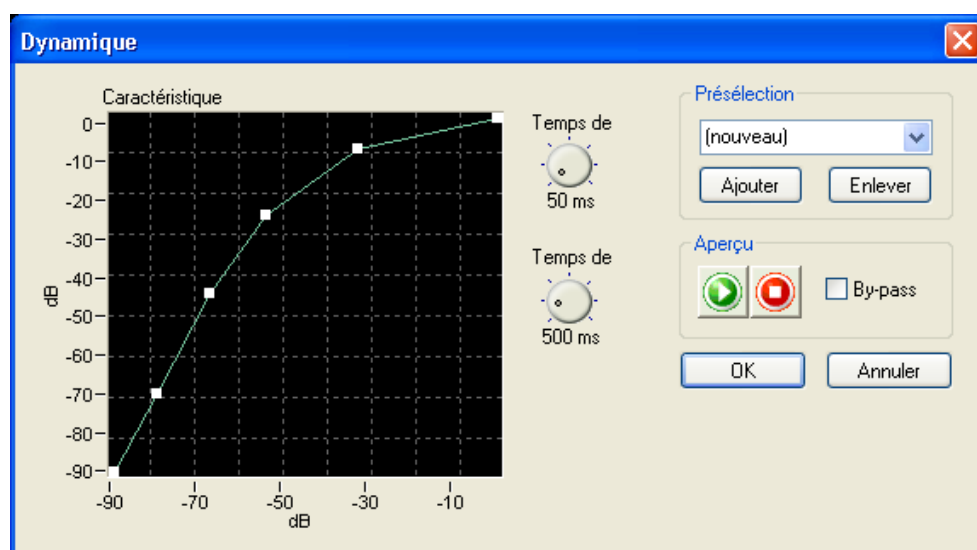 Dynamique
Caractéristique
0
-10
-20
-30
-40
-50
-60
-70
-80
-90
dB
-90 -70 -50 -30 -10
dB
Temps de
50 ms
Temps de
500 ms
Présélection
(nouveau)
Ajouter Enlever
Aperçu
By-pass
OK Annuler